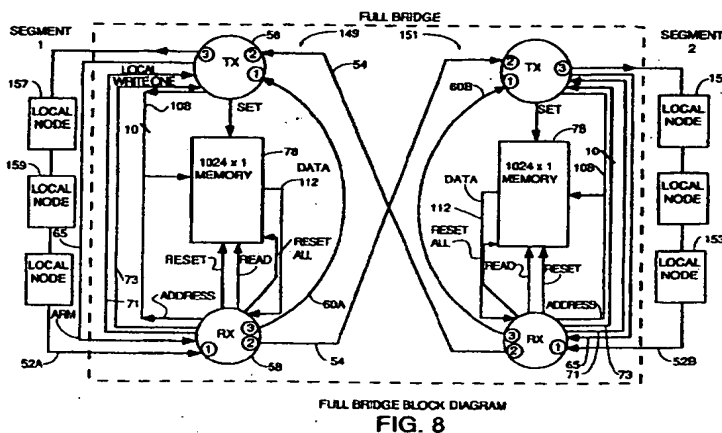 FULL BRIDGE
SEGMENT
1
SEGMENT
2
149
151
56
54
3
TX
2
1
2
3
TX
1
60B
157
LOCAL
NODE
159
LOCAL
NODE
LOCAL
NODE
LOCAL
WRITE ONE
108
10
SET
78
1024 x 1
MEMORY
DATA
112
RESET
READ
RESET
ALL
65
73
71
ARM
ADDRESS
60A
RX
3
2
1
58
54
52A
SET
78
1024 x 1
MEMORY
DATA
112
RESET
ALL
READ
RESET
ADDRESS
10
108
RX
3
2
1
65
71
73
52B
LOCAL
NODE
LOCAL
NODE
153
LOCAL
NODE
FULL BRIDGE BLOCK DIAGRAM
FIG. 8